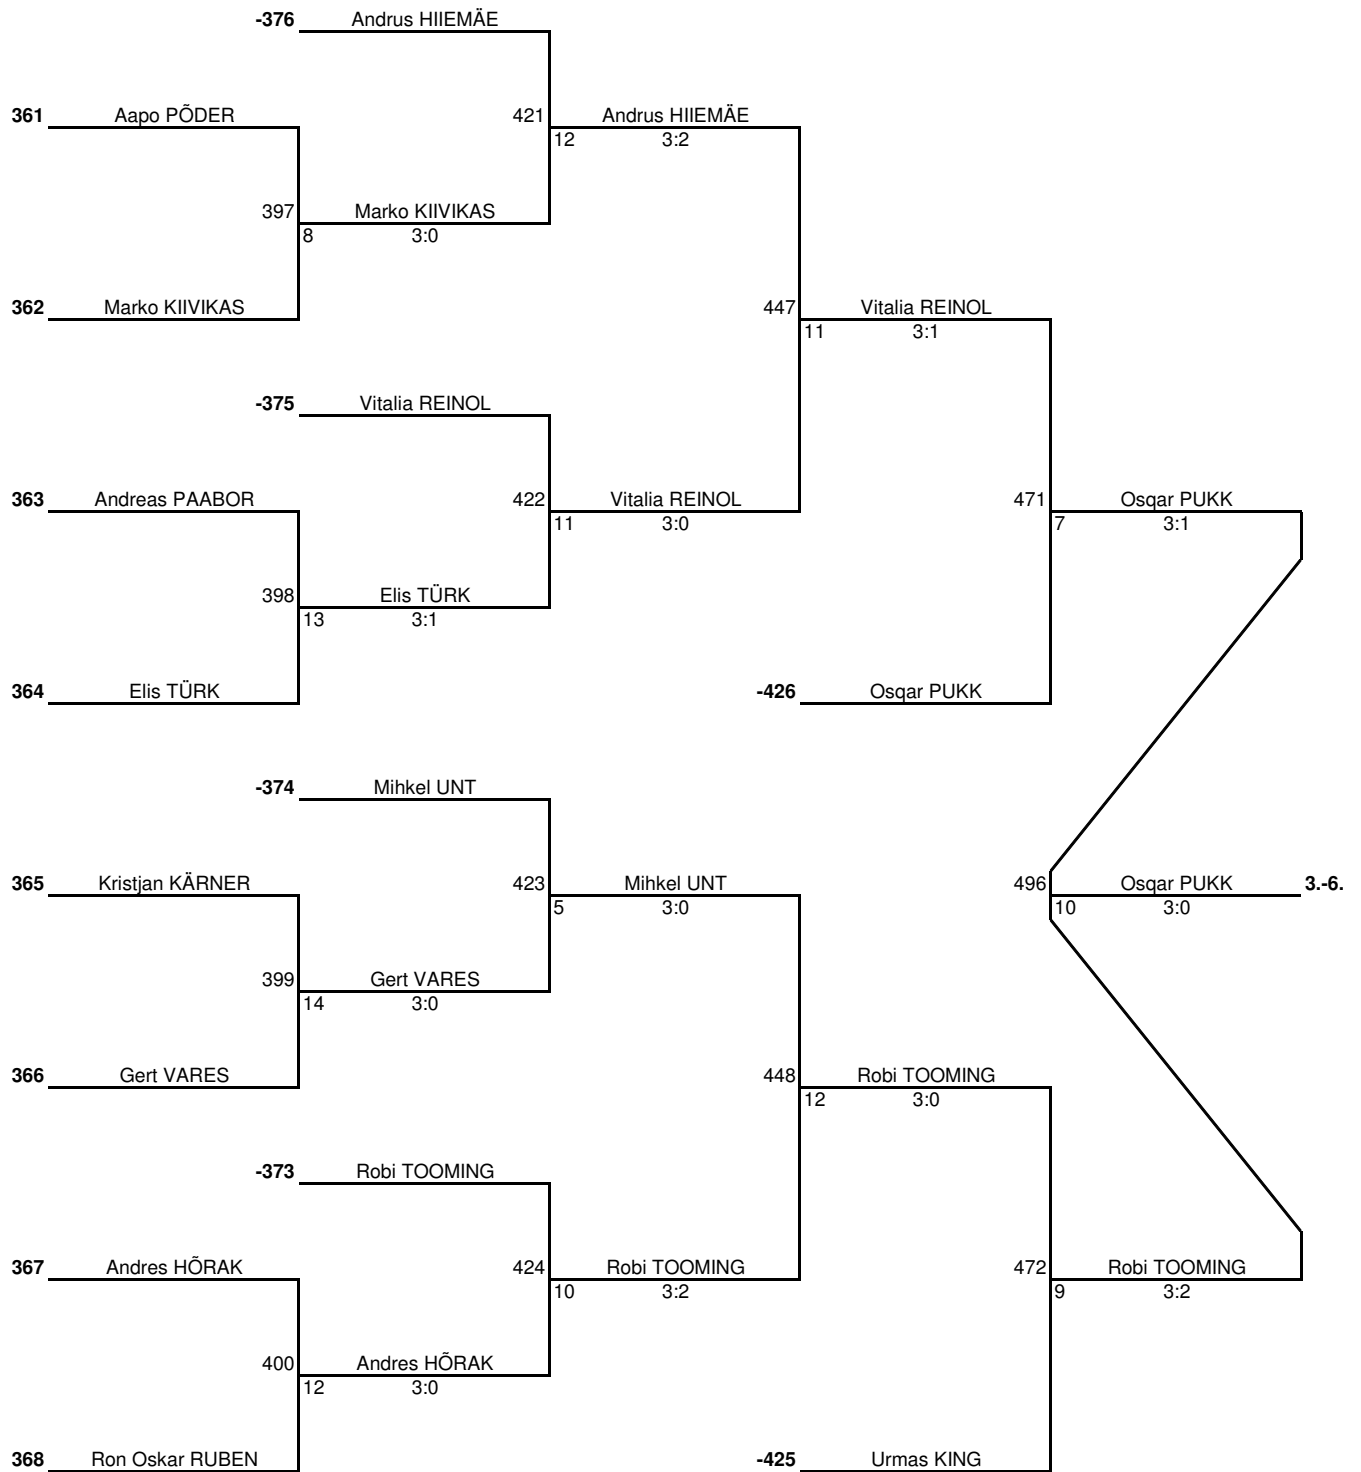 -376 Andrus HIIEMÄE
361 Aapo PÕDER 421 Andrus HIIEMÄE
12 3:2
397 Marko KIIVIKAS
8 3:0
362 Marko KIIVIKAS 447 Vitalia REINOL
11 3:1
-375 Vitalia REINOL
363 Andreas PAABOR 422 Vitalia REINOL 471 Osqar PUKK
11 3:0 7 3:1
398 Elis TÜRK
13 3:1
364 Elis TÜRK -426 Osqar PUKK
-374 Mihkel UNT
365 Kristjan KÄRNER 423 Mihkel UNT 496 Osqar PUKK 3.-6.
5 3:0 10 3:0
399 Gert VARES
14 3:0
366 Gert VARES 448 Robi TOOMING
12 3:0
-373 Robi TOOMING
367 Andres HÕRAK 424 Robi TOOMING 472 Robi TOOMING
10 3:2 9 3:2
400 Andres HÕRAK
12 3:0
368 Ron Oskar RUBEN -425 Urmas KING